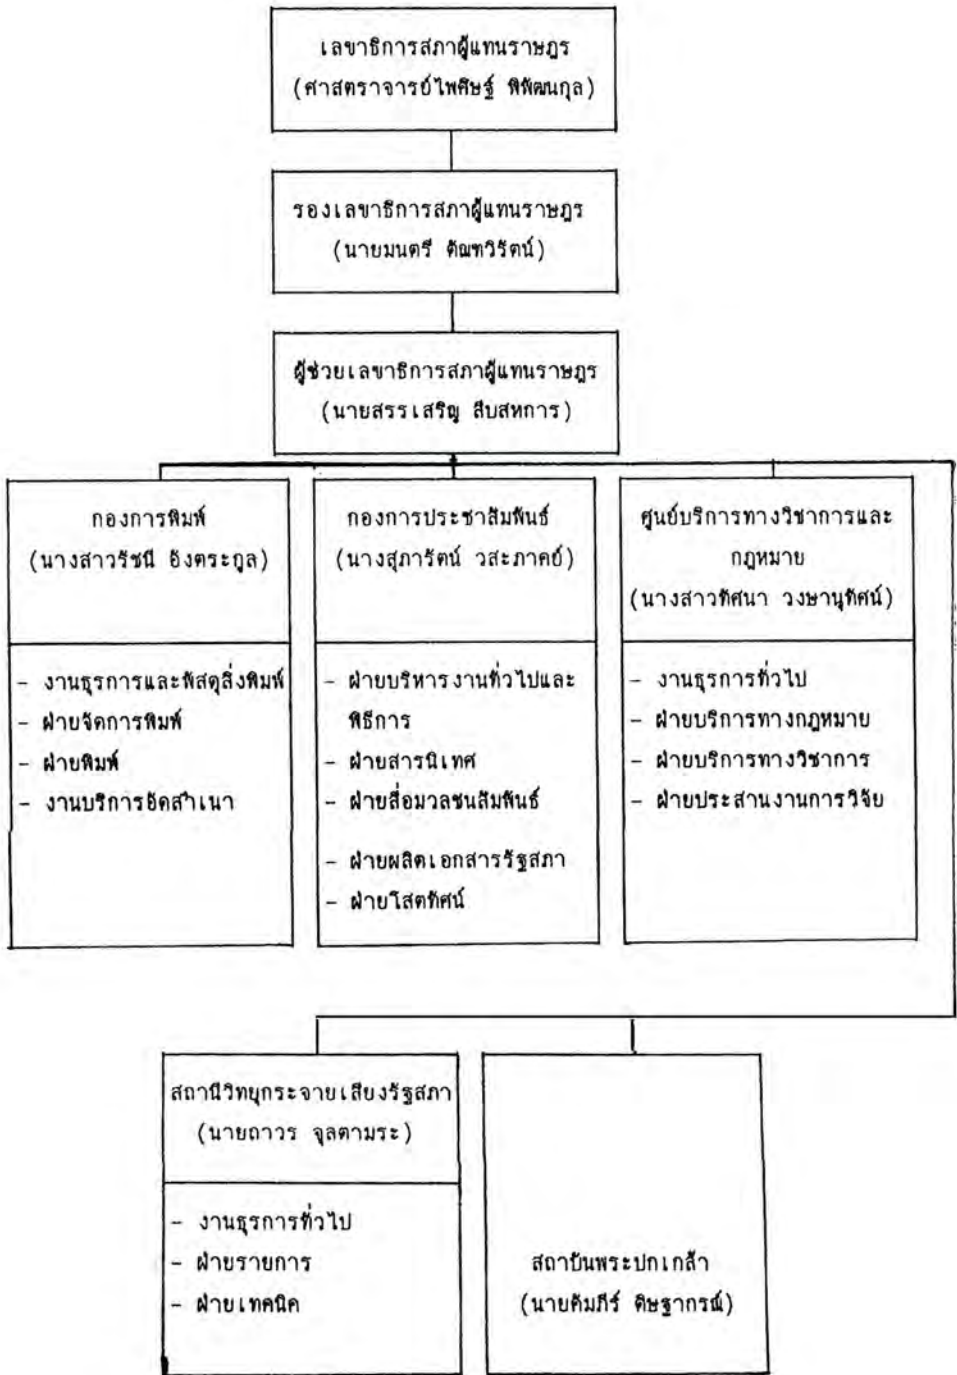 เลขาธิการสภาผู้แทนราษฎร
(ศาสตราจารย์ไพศิษฐ์ พิพัฒนกุล)
รองเลขาธิการสภาผู้แทนราษฎร
(นายมนตรี ตัณฑวิรัตน์)
ผู้ช่วยเลขาธิการสภาผู้แทนราษฎร
(นายสรรเสริญ สืบสหการ)
กองการพิมพ์
(นางสาวรัชนี อิงตระกูล)
- งานธุรการและพัสดุสิ่งพิมพ์
- ฝ่ายจัดการพิมพ์
- ฝ่ายพิมพ์
- งานบริการอัดสำเนา
กองการประชาสัมพันธ์
(นางสุภารัตน์ วสะภาคย์)
- ฝ่ายบริหารงานทั่วไปและ
พิธีการ
- ฝ่ายสารนิเทศ
- ฝ่ายสื่อมวลชนสัมพันธ์
- ฝ่ายผลิตเอกสารรัฐสภา
- ฝ่ายโสตทัศน์
ศูนย์บริการทางวิชาการและ
กฎหมาย
(นางสาวทัศนา วงษานุทัศน์)
- งานธุรการทั่วไป
- ฝ่ายบริการทางกฎหมาย
- ฝ่ายบริการทางวิชาการ
- ฝ่ายประสานงานการวิจัย
สถานีวิทยุกระจายเสียงรัฐสภา
(นายถาวร จุลตามระ)
- งานธุรการทั่วไป
- ฝ่ายรายการ
- ฝ่ายเทคนิค
สถาบันพระปกเกล้า
(นายคัมภีร์ ดิษฐากรณ์)